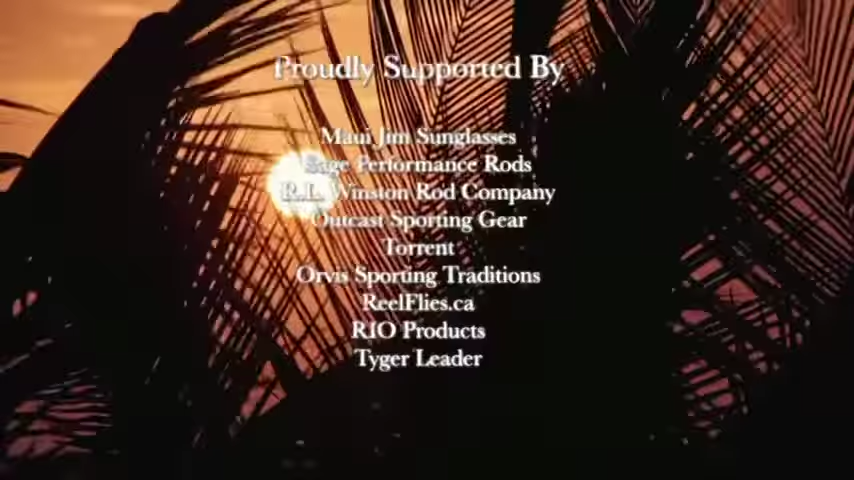 Proudly Supported By
Maui Jim Sunglasses
Sage Performance Rods
R.L. Winston Rod Company
Outcast Sporting Gear
Torrent
Orvis Sporting Traditions
ReelFlies.ca
RIO Products
Tyger Leader